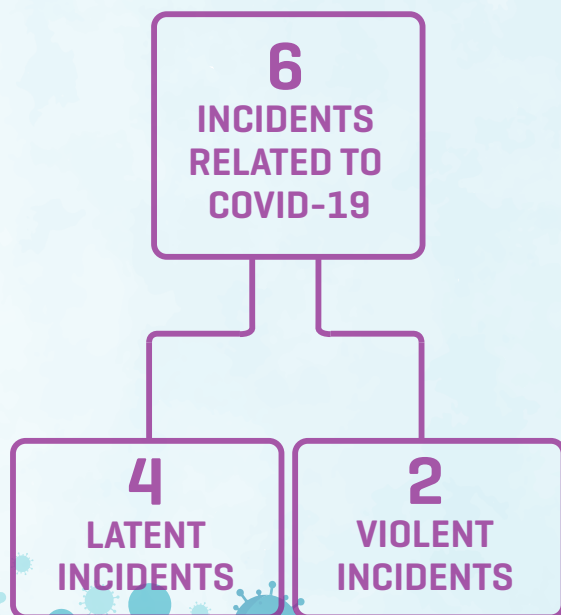 6
INCIDENTS
RELATED TO
COVID-19
4
LATENT
INCIDENTS
2
VIOLENT
INCIDENTS